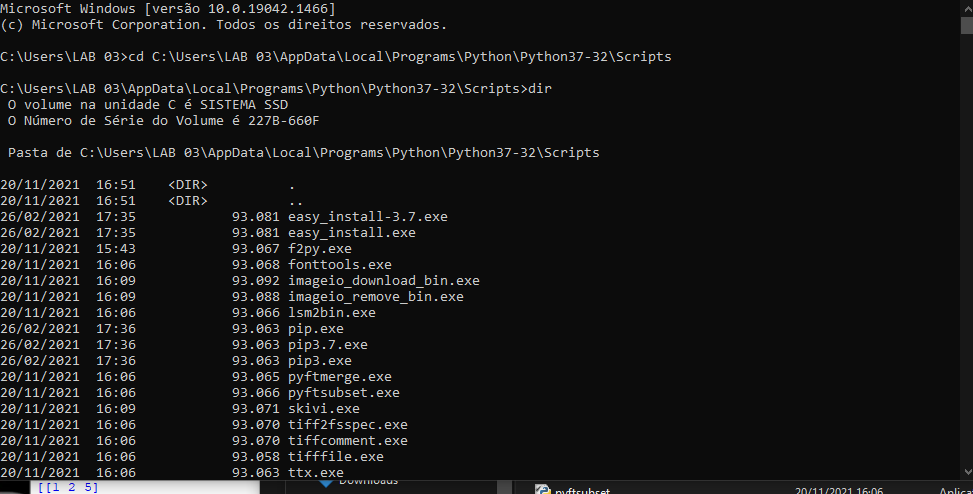 Microsoft Windows [versão 10.0.19042.1466]
(c) Microsoft Corporation. Todos os direitos reservados.
C:\Users\LAB 03>cd C:\Users\LAB 03\AppData\Local\Programs\Python\Python37-32\Scripts
C:\Users\LAB 03\AppData\Local\Programs\Python\Python37-32\Scripts>dir
O volume na unidade C é SISTEMA SSD
O Número de Série do Volume é 227B-660F
Pasta de C:\Users\LAB 03\AppData\Local\Programs\Python\Python37-32\Scripts
20/11/2021 16:51 <DIR> .
20/11/2021 16:51 <DIR> ..
26/02/2021 17:35 93.081 easy_install-3.7.exe
26/02/2021 17:35 93.081 easy_install.exe
20/11/2021 15:43 93.067 f2py.exe
20/11/2021 16:06 93.068 fonttools.exe
20/11/2021 16:09 93.092 imageio_download_bin.exe
20/11/2021 16:09 93.088 imageio_remove_bin.exe
20/11/2021 16:06 93.066 lsm2bin.exe
26/02/2021 17:36 93.063 pip.exe
26/02/2021 17:36 93.063 pip3.7.exe
26/02/2021 17:36 93.063 pip3.exe
20/11/2021 16:06 93.065 pyftmerge.exe
20/11/2021 16:06 93.066 pyftsubset.exe
20/11/2021 16:09 93.071 skivi.exe
20/11/2021 16:06 93.070 tiff2fsspec.exe
20/11/2021 16:06 93.070 tiffcomment.exe
20/11/2021 16:06 93.058 tifffile.exe
20/11/2021 16:06 93.063 ttx.exe
[[1 2 5] Downloads pyftsubset 20/11/2021 16:06 Aplica